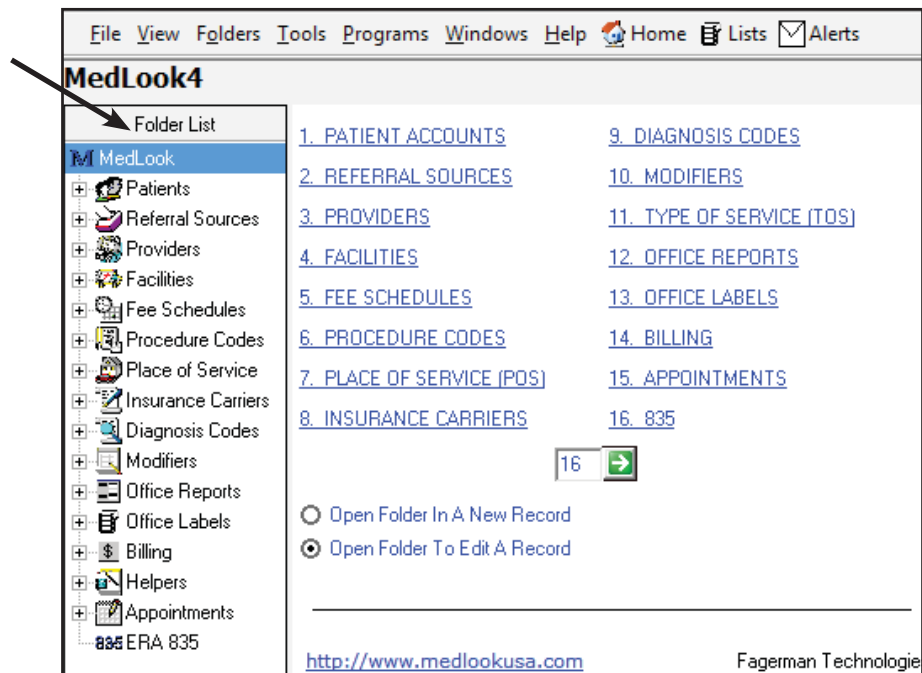 File View Folders Tools Programs Windows Help Home Lists Alerts
MedLook4
Folder List
M MedLook
Patients
Referral Sources
Providers
Facilities
Fee Schedules
Procedure Codes
Place of Service
Insurance Carriers
Diagnosis Codes
Modifiers
Office Reports
Office Labels
$ Billing
Helpers
Appointments
835 ERA 835
1. PATIENT ACCOUNTS
2. REFERRAL SOURCES
3. PROVIDERS
4. FACILITIES
5. FEE SCHEDULES
6. PROCEDURE CODES
7. PLACE OF SERVICE (POS)
8. INSURANCE CARRIERS
9. DIAGNOSIS CODES
10. MODIFIERS
11. TYPE OF SERVICE (TOS)
12. OFFICE REPORTS
13. OFFICE LABELS
14. BILLING
15. APPOINTMENTS
16. 835
16
Open Folder In A New Record
Open Folder To Edit A Record
http://www.medlookusa.com Fagerman Technologie